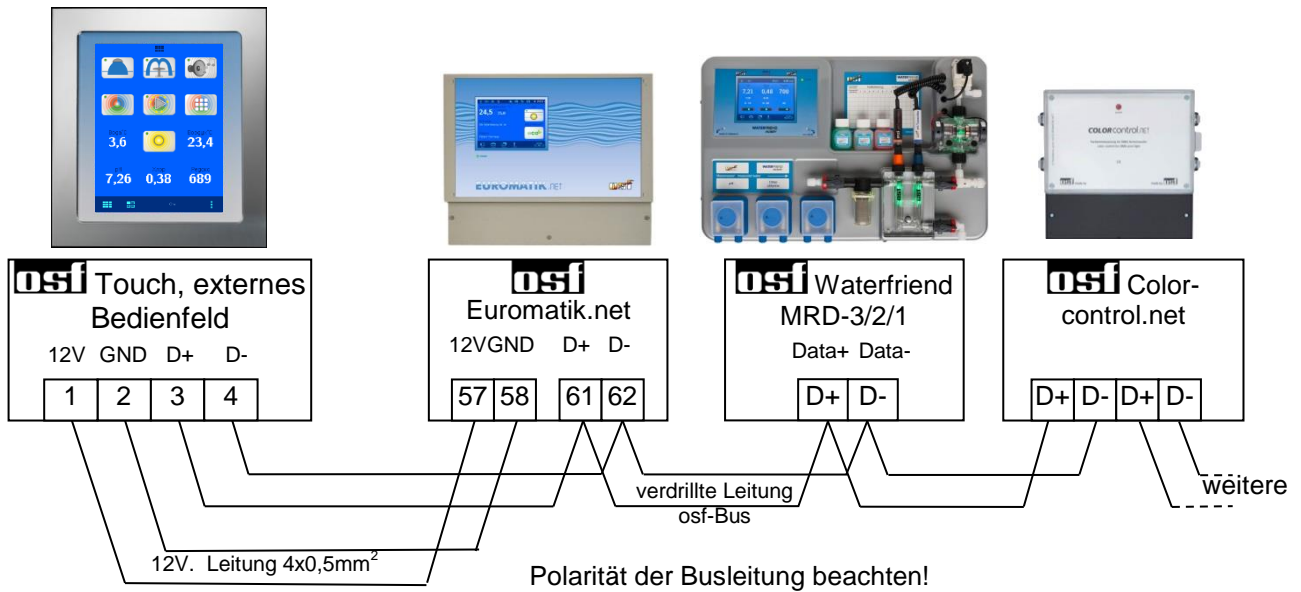 3,6
23,4
7,26 0,38 689
24,5
EUROMATIK.NET
osf
7,21 0,46 786
COLORcontrol.NET
osf Touch, externes
Bedienfeld
12V GND D+ D-
1 2 3 4
osf
Euromatik.net
12VGND D+ D-
57 58 61 62
osf Waterfriend
MRD-3/2/1
Data+ Data-
D+ D-
osf Color-
control.net
D+ D- D+ D-
verdrillte Leitung
osf-Bus
weitere
12V. Leitung 4x0,5mm²
Polarität der Busleitung beachten!